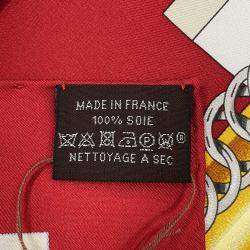 MADE IN FRANCE
100% SOIE
NETTOYAGE A SEC